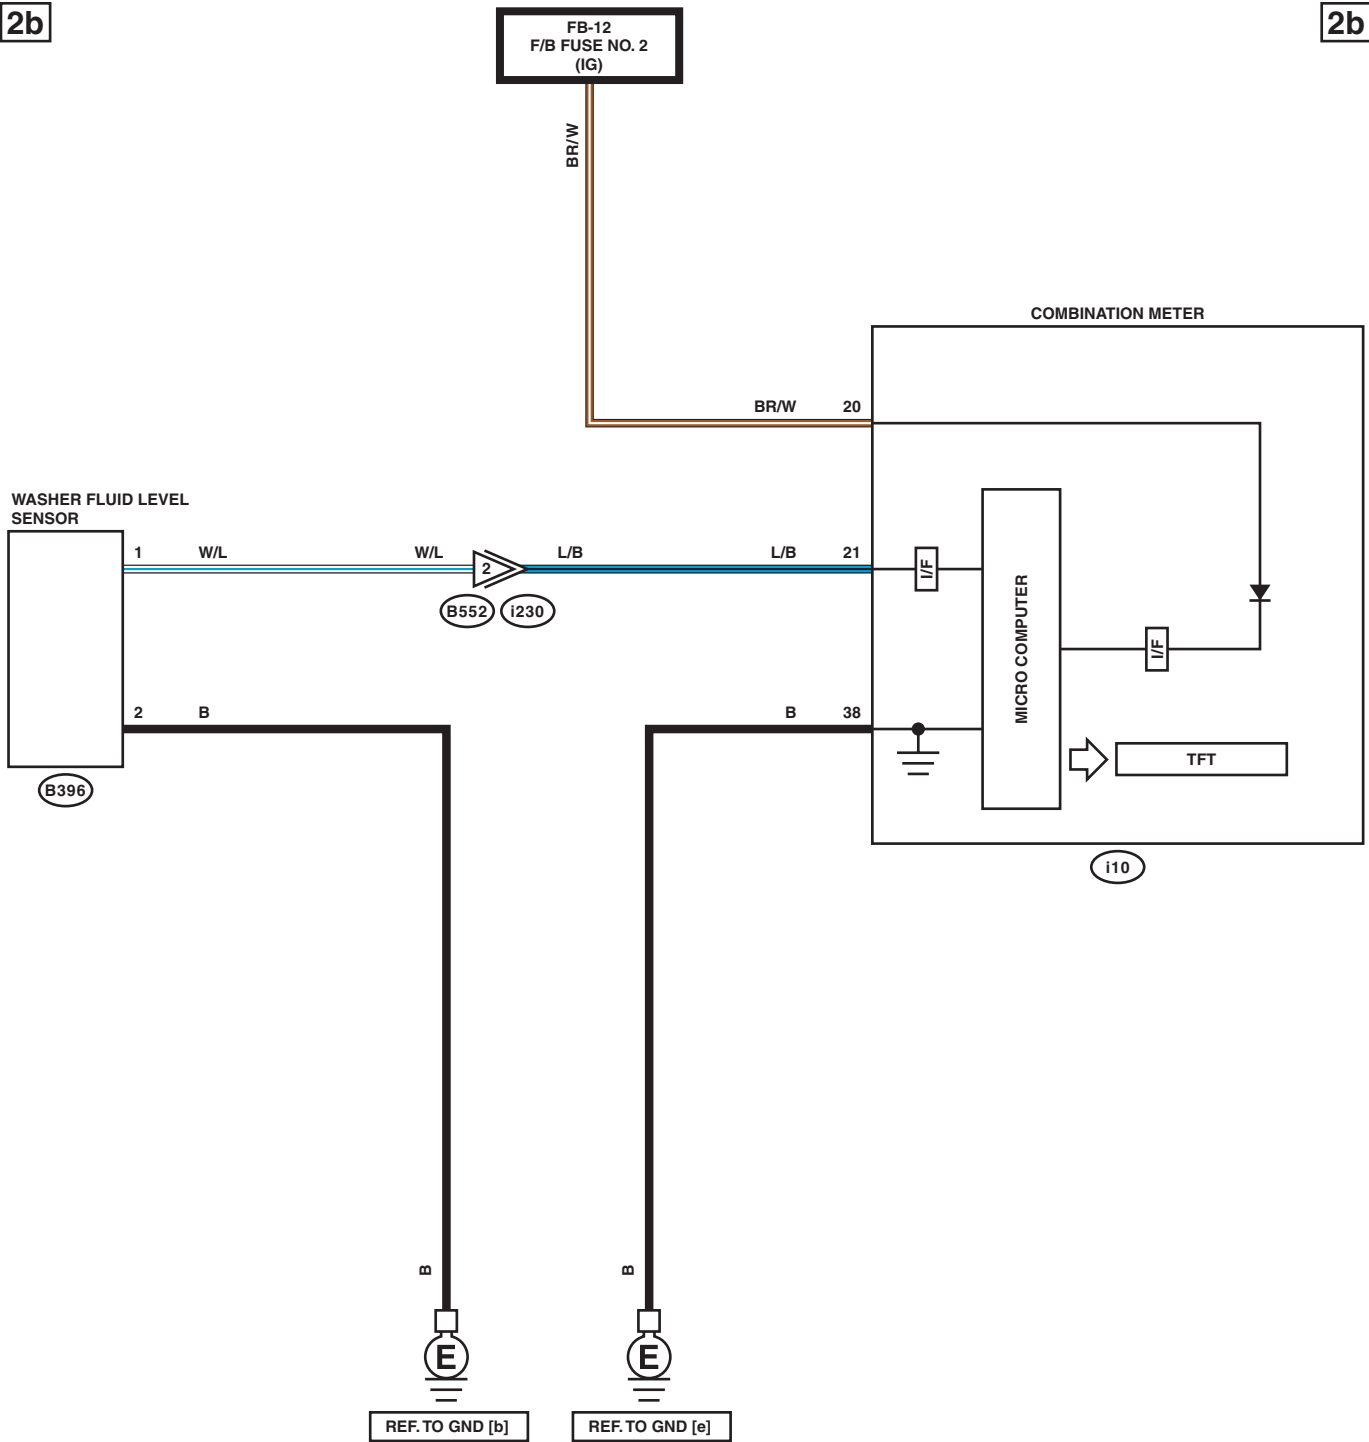 2b
2b
FB-12
F/B FUSE NO. 2
(IG)
BR/W
COMBINATION METER
BR/W 20
WASHER FLUID LEVEL
SENSOR
1 W/L W/L 2 L/B L/B 21
I/F
B552 i230
MICRO COMPUTER
I/F
2 B
B 38
TFT
B396
i10
B
B
E
E
REF. TO GND [b]
REF. TO GND [e]